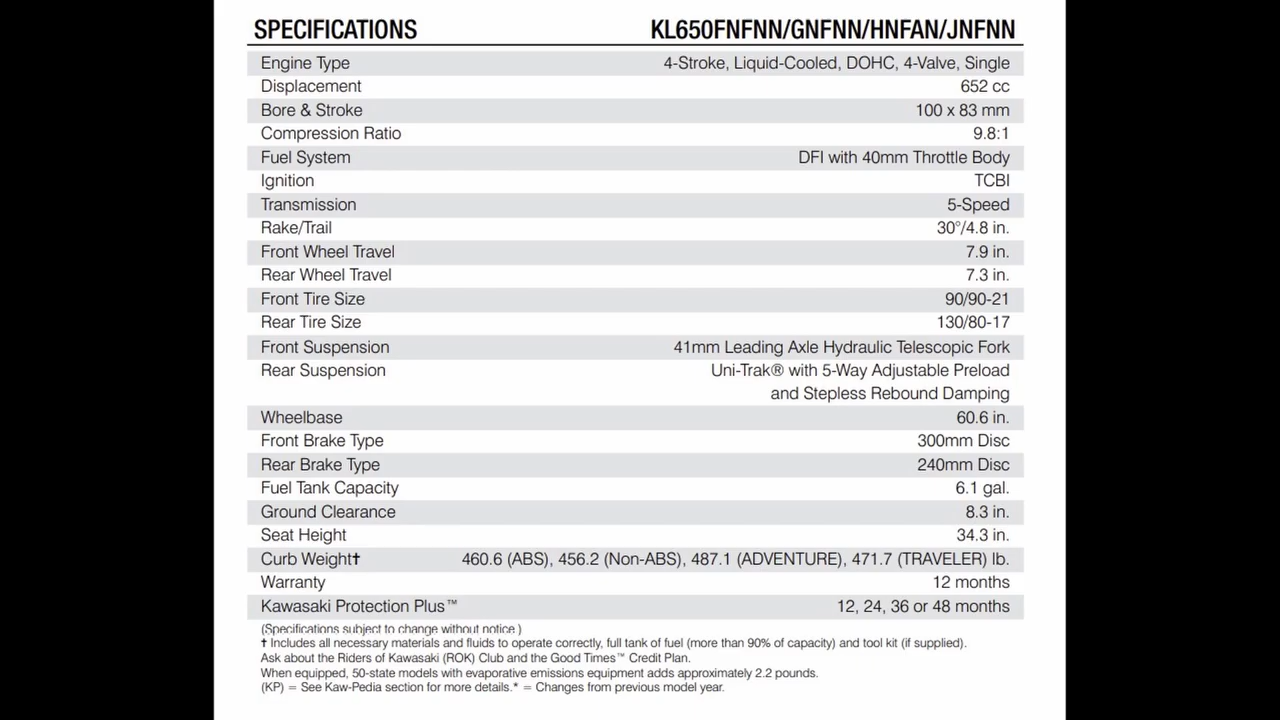 SPECIFICATIONS KL650FNFNN/GNFNN/HNFAN/JNFNN
Engine Type 4-Stroke, Liquid-Cooled, DOHC, 4-Valve, Single
Displacement 652 cc
Bore & Stroke 100 x 83 mm
Compression Ratio 9.8:1
Fuel System DFI with 40mm Throttle Body
Ignition TCBI
Transmission 5-Speed
Rake/Trail 30°/4.8 in.
Front Wheel Travel 7.9 in.
Rear Wheel Travel 7.3 in.
Front Tire Size 90/90-21
Rear Tire Size 130/80-17
Front Suspension 41mm Leading Axle Hydraulic Telescopic Fork
Rear Suspension Uni-Trak® with 5-Way Adjustable Preload
and Stepless Rebound Damping
Wheelbase 60.6 in.
Front Brake Type 300mm Disc
Rear Brake Type 240mm Disc
Fuel Tank Capacity 6.1 gal.
Ground Clearance 8.3 in.
Seat Height 34.3 in.
Curb Weight✝ 460.6 (ABS), 456.2 (Non-ABS), 487.1 (ADVENTURE), 471.7 (TRAVELER) lb.
Warranty 12 months
Kawasaki Protection Plus™ 12, 24, 36 or 48 months
(Specifications subject to change without notice.)
✝ Includes all necessary materials and fluids to operate correctly, full tank of fuel (more than 90% of capacity) and tool kit (if supplied).
Ask about the Riders of Kawasaki (ROK) Club and the Good Times™ Credit Plan.
When equipped, 50-state models with evaporative emissions equipment adds approximately 2.2 pounds.
(KP) = See Kaw-Pedia section for more details.* = Changes from previous model year.